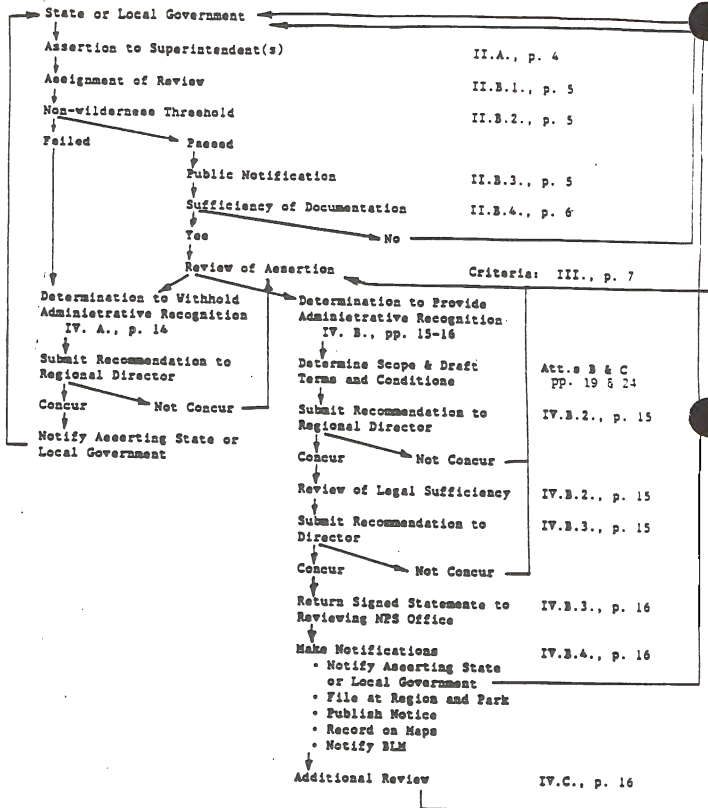 State or Local Government
Assertion to Superintendent(s) II.A., p. 4
Assignment of Review II.B.1., p. 5
Non-wilderness Threshold II.B.2., p. 5
Failed Passed
Public Notification II.B.3., p. 5
Sufficiency of Documentation II.B.4., p. 6
Yes No
Review of Assertion Criteria: III., p. 7
Determination to Withhold
Administrative Recognition
IV. A., p. 14
Determination to Provide
Administrative Recognition
IV. B., pp. 15-16
Submit Recommendation to
Regional Director
Determine Scope & Draft
Terms and Conditions
Att.s B & C
pp. 19 & 24
Concur Not Concur
Notify Asserting State or
Local Government
Submit Recommendation to
Regional Director
IV.B.2., p. 15
Concur Not Concur
Review of Legal Sufficiency IV.B.2., p. 15
Submit Recommendation to
Director
IV.B.3., p. 15
Concur Not Concur
Return Signed Statements to
Reviewing NPS Office
IV.B.3., p. 16
Make Notifications IV.B.4., p. 16
• Notify Asserting State
or Local Government
• File at Region and Park
• Publish Notice
• Record on Maps
• Notify BLM
Additional Review IV.C., p. 16